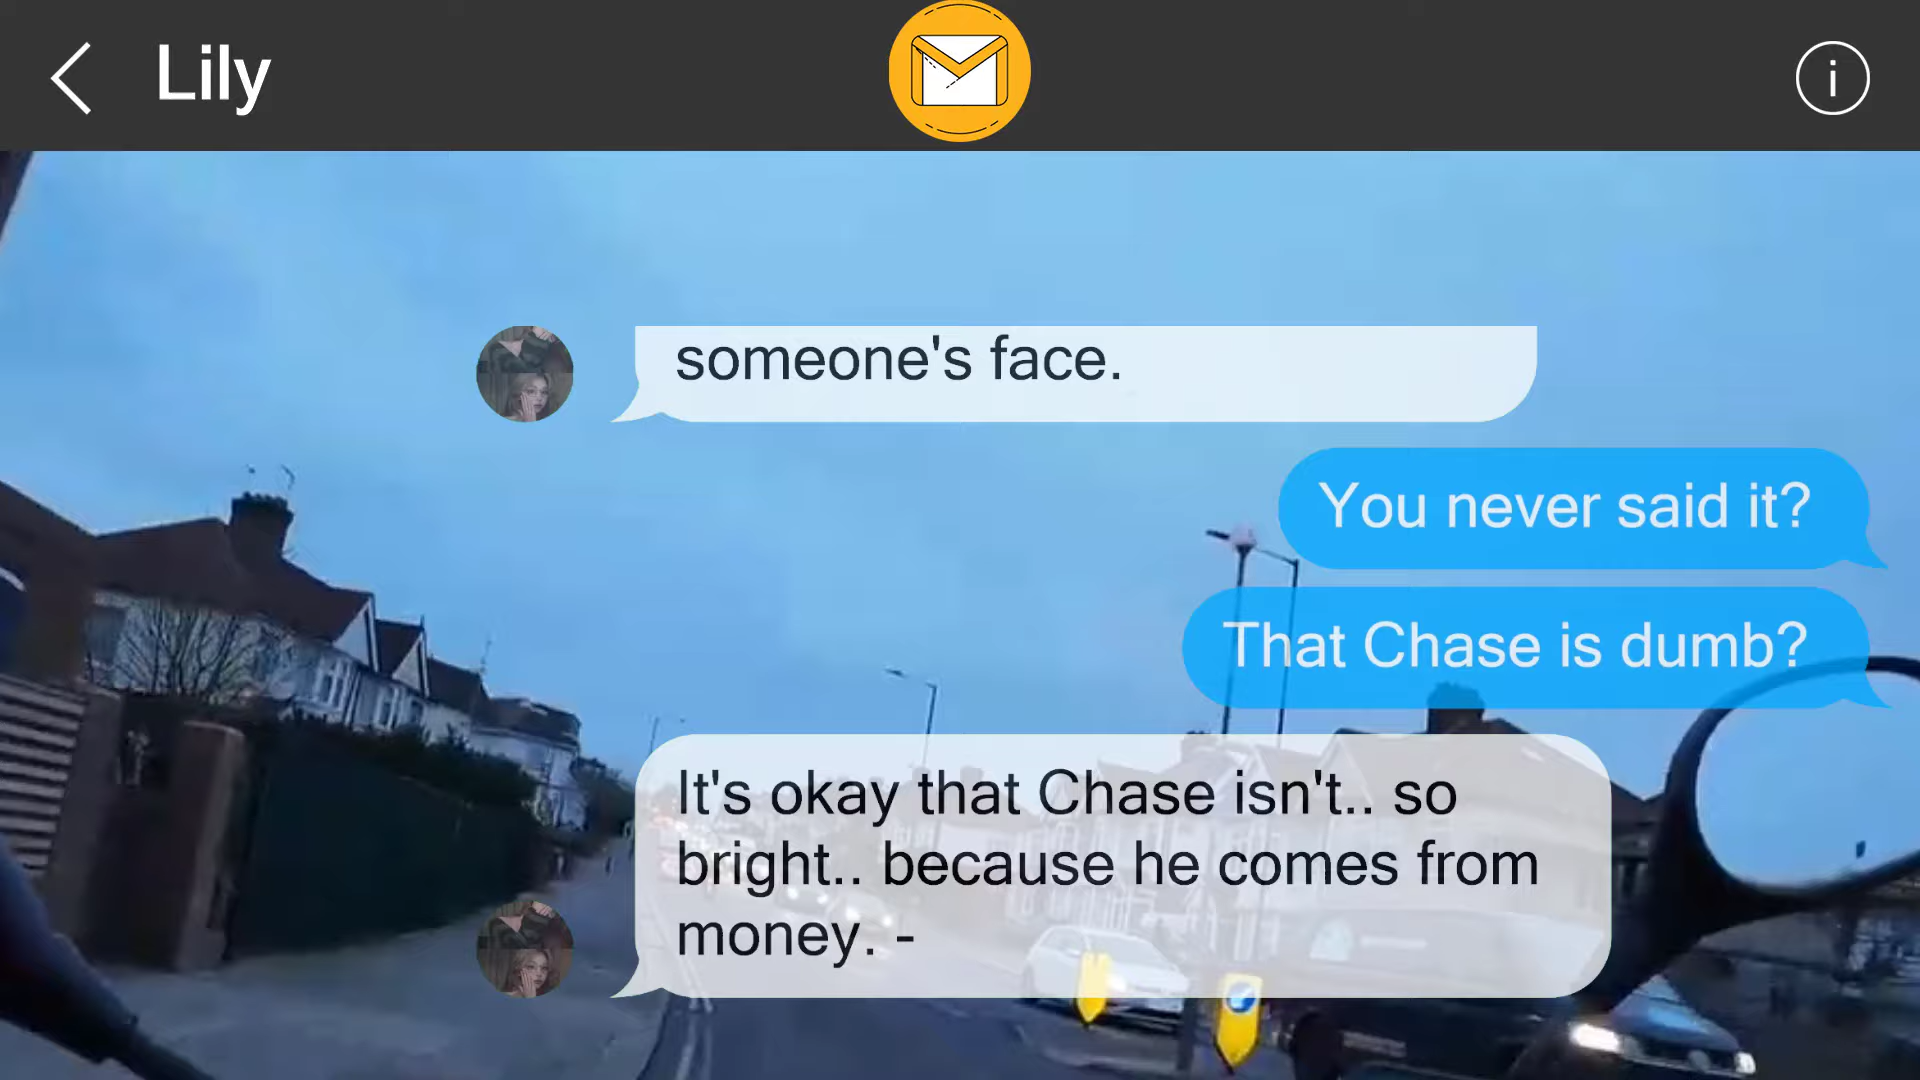 Lily
someone's face.
You never said it?
That Chase is dumb?
It's okay that Chase isn't.. so
bright.. because he comes from
money. -